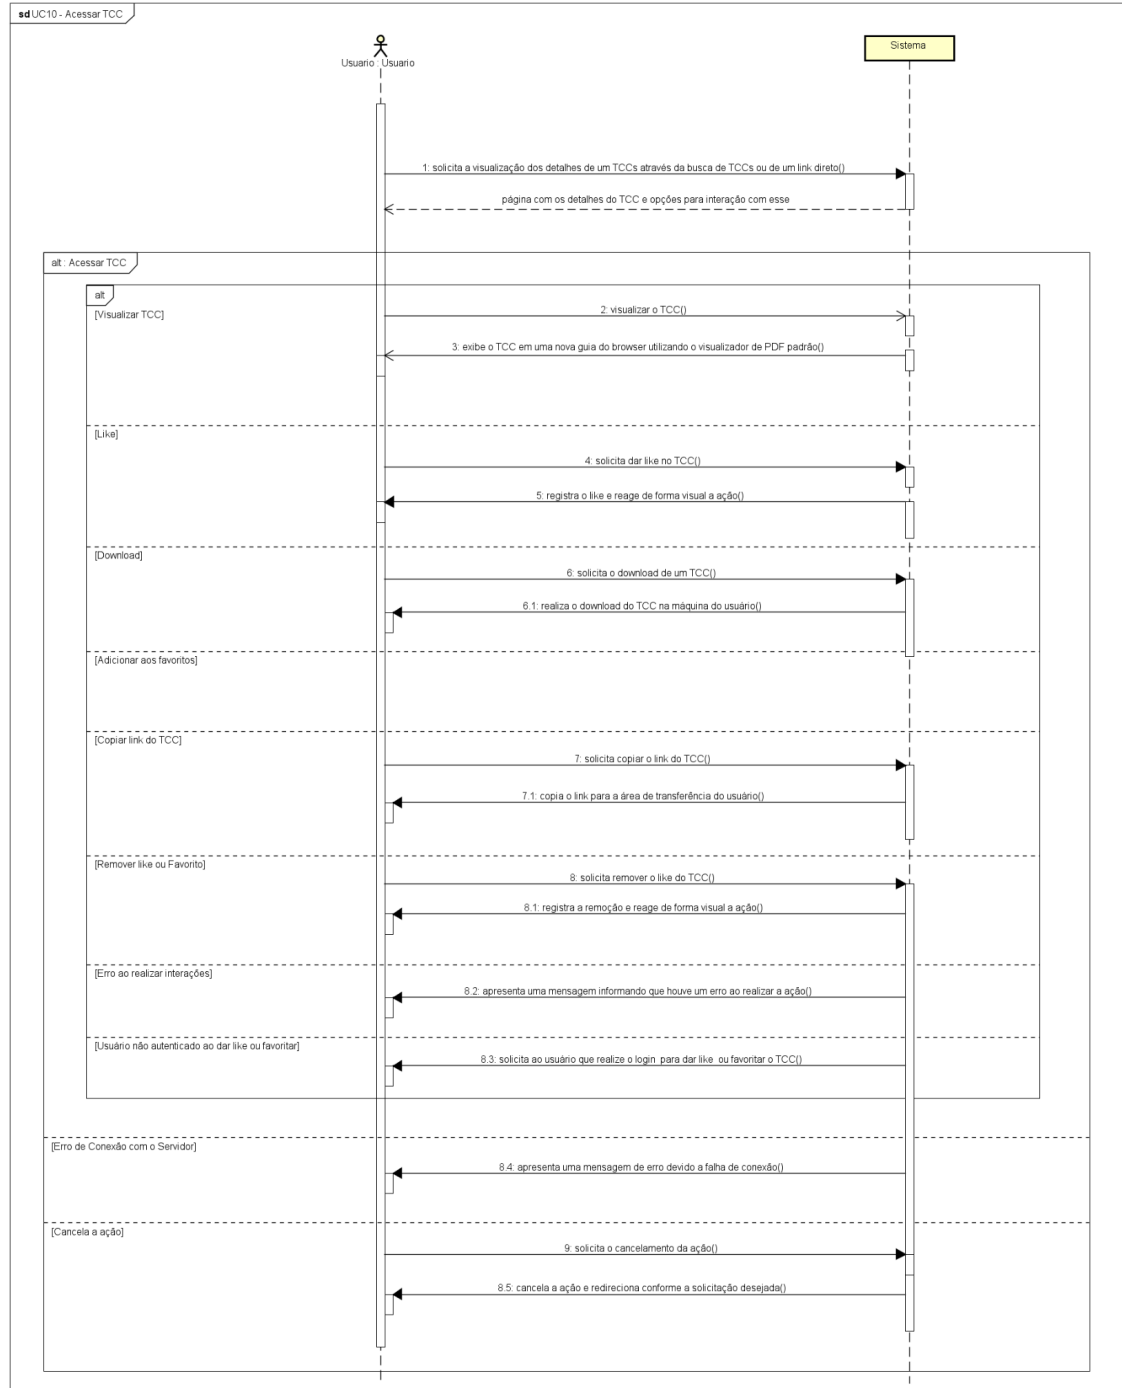 sd UC10 - Acessar TCC
Usuario : Usuario
Sistema
1: solicita a visualização dos detalhes de um TCCs através da busca de TCCs ou de um link direto()
página com os detalhes do TCC e opções para interação com esse
alt : Acessar TCC
alt
[Visualizar TCC]
2: visualizar o TCC()
3: exibe o TCC em uma nova guia do browser utilizando o visualizador de PDF padrão()
[Like]
4: solicita dar like no TCC()
5: registra o like e reage de forma visual a ação()
[Download]
6: solicita o download de um TCC()
6.1: realiza o download do TCC na máquina do usuário()
[Adicionar aos favoritos]
[Copiar link do TCC]
7: solicita copiar o link do TCC()
7.1: copia o link para a área de transferência do usuário()
[Remover like ou Favorito]
8: solicita remover o like do TCC()
8.1: registra a remoção e reage de forma visual a ação()
[Erro ao realizar interações]
8.2: apresenta uma mensagem informando que houve um erro ao realizar a ação()
[Usuário não autenticado ao dar like ou favoritar]
8.3: solicita ao usuário que realize o login para dar like ou favoritar o TCC()
[Erro de Conexão com o Servidor]
8.4: apresenta uma mensagem de erro devido a falha de conexão()
[Cancela a ação]
9: solicita o cancelamento da ação()
8.5: cancela a ação e redireciona conforme a solicitação desejada()